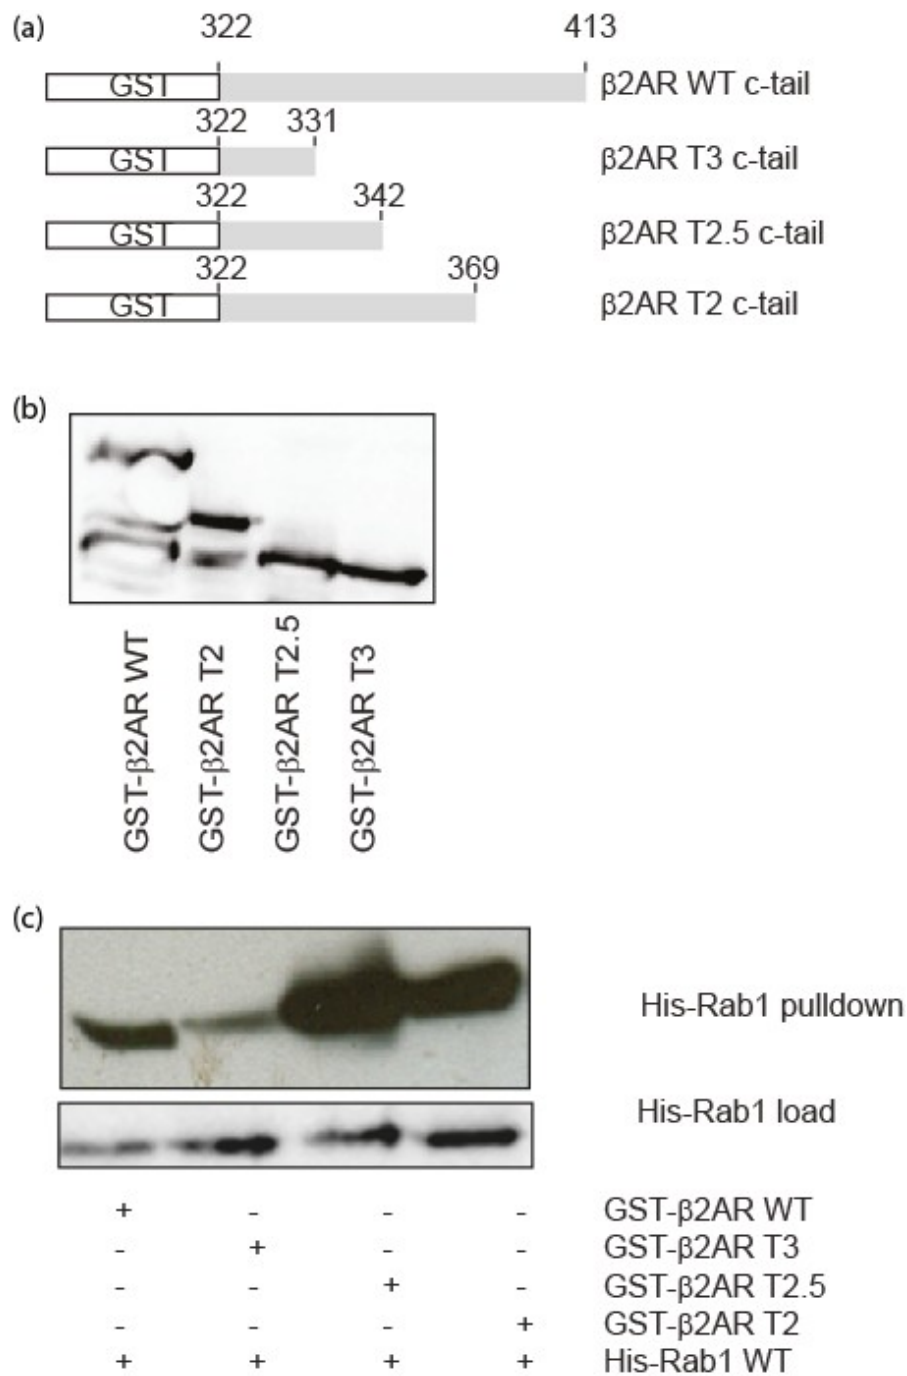 (a)
322 413
GST β2AR WT c-tail
322 331
GST β2AR T3 c-tail
322 342
GST β2AR T2.5 c-tail
322 369
GST β2AR T2 c-tail
(b)
GST-β2AR WT
GST-β2AR T2
GST-β2AR T2.5
GST-β2AR T3
(c)
His-Rab1 pulldown
His-Rab1 load
+ - - - GST-β2AR WT
- + - - GST-β2AR T3
- - + - GST-β2AR T2.5
- - - + GST-β2AR T2
+ + + + His-Rab1 WT